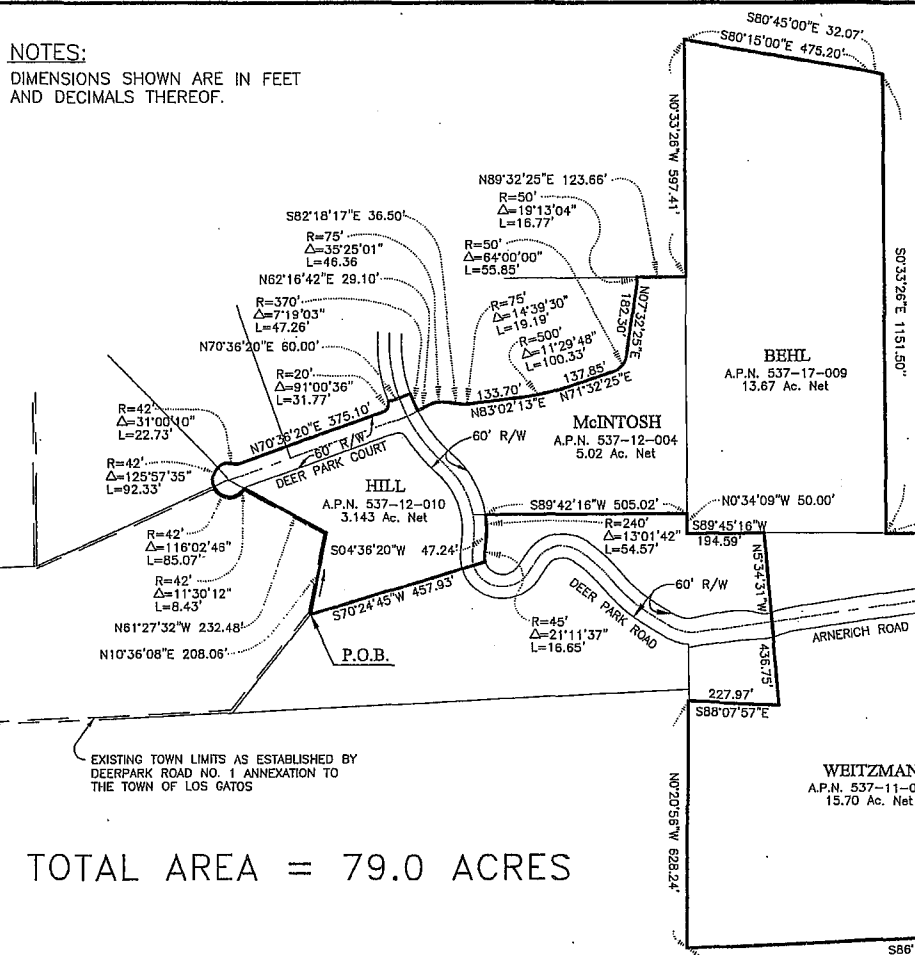 NOTES:
DIMENSIONS SHOWN ARE IN FEET
AND DECIMALS THEREOF.
S80°45'00"E 32.07'
S80°15'00"E 475.20'
N0°33'26"W 597.41'
S0°33'26"E 1151.50'
BEHL
A.P.N. 537-17-009
13.67 Ac. Net
N89°32'25"E 123.66'
R=50'
Δ=19°13'04"
L=16.77'
S82°18'17"E 36.50'
R=75'
Δ=35°25'01"
L=46.36
R=50'
Δ=64°00'00"
L=55.85'
N62°16'42"E 29.10'
R=370'
Δ=7°19'03"
L=47.26'
R=75'
Δ=14°39'30"
L=19.19'
N07°32'25"E
182.30'
R=500'
Δ=11°29'48"
L=100.33'
N70°36'20"E 60.00'
R=20'
Δ=91°00'36"
L=31.77'
133.70'
N83°02'13"E
137.85'
N71°32'25"E
McINTOSH
A.P.N. 537-12-004
5.02 Ac. Net
R=42'
Δ=31°00'10"
L=22.73'
N70°36'20"E 375.10'
60' R/W
DEER PARK COURT
60' R/W
R=42'
Δ=125°57'35"
L=92.33'
HILL
A.P.N. 537-12-010
3.143 Ac. Net
S89°42'16"W 505.02'
N0°34'09"W 50.00'
S89°45'16"W
194.59'
R=42'
Δ=116°02'46"
L=85.07'
R=42'
Δ=11°30'12"
L=8.43'
S04°36'20"W 47.24'
R=240'
Δ=13°01'42"
L=54.57'
N5°34'31"W
436.75'
60' R/W
DEER PARK ROAD
ARNERICH ROAD
S70°24'45"W 457.93'
R=45'
Δ=21°11'37"
L=16.65'
N61°27'32"W 232.48'
N10°36'08"E 208.06'
P.O.B.
227.97'
S88°07'57"E
EXISTING TOWN LIMITS AS ESTABLISHED BY
DEERPARK ROAD NO. 1 ANNEXATION TO
THE TOWN OF LOS GATOS
N0°20'56"W 628.24'
WEITZMAN
A.P.N. 537-11-0
15.70 Ac. Net
TOTAL AREA = 79.0 ACRES
S86°